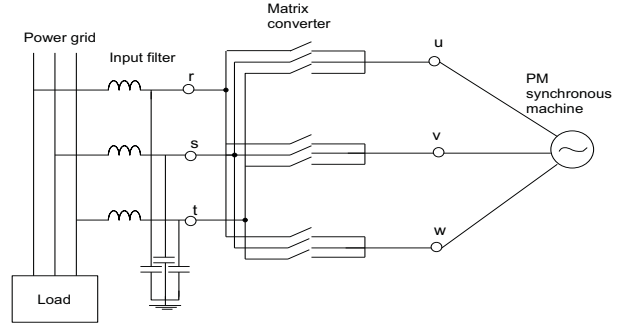 Matrix
converter
Power grid
Input filter
r
u
PM
synchronous
machine
s
v
t
w
Load